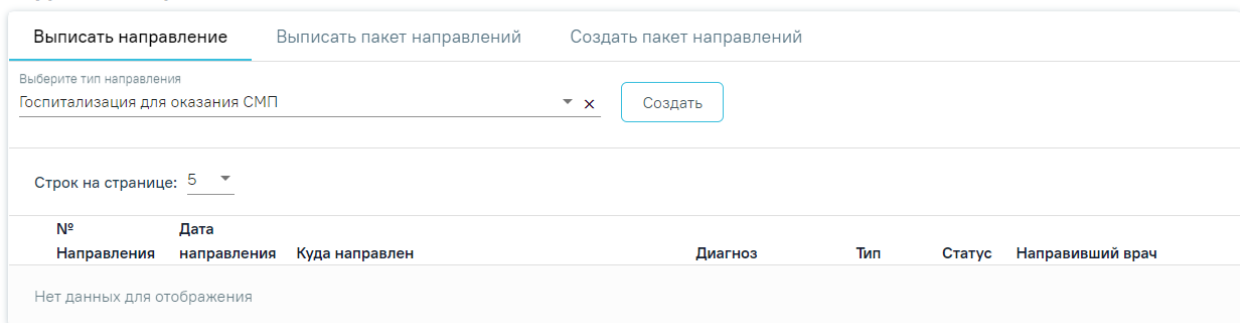 Выписать направление Выписать пакет направлений Создать пакет направлений
Выберите тип направления
Госпитализация для оказания СМП
Создать
Строк на странице: 5
№ Направления Дата направления Куда направлен Диагноз Тип Статус Направивший врач
Нет данных для отображения